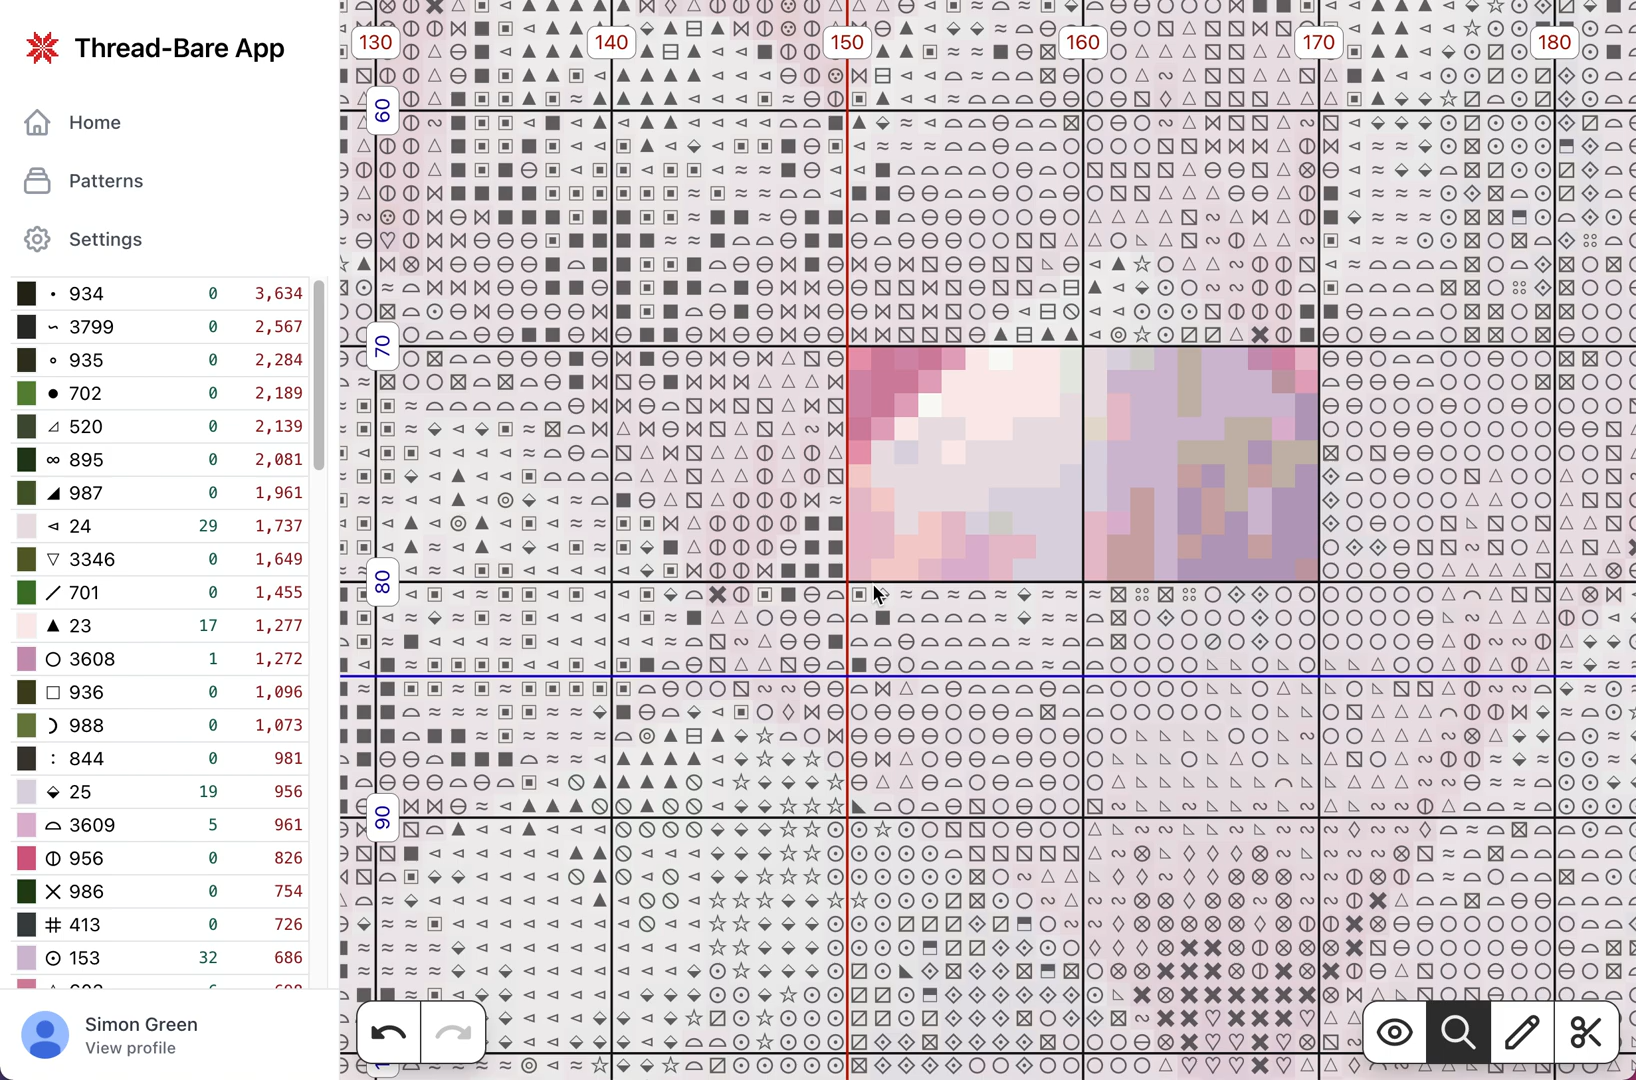 Thread-Bare App
Home
Patterns
Settings
934 0 3,634
3799 0 2,567
935 0 2,284
702 0 2,189
520 0 2,139
895 0 2,081
987 0 1,961
24 29 1,737
3346 0 1,649
701 0 1,455
23 17 1,277
3608 1 1,272
936 0 1,096
988 0 1,073
844 0 981
25 19 956
3609 5 961
956 0 826
986 0 754
413 0 726
153 32 686
Simon Green
View profile
130 140 150 160 170 180
60
70
80
90